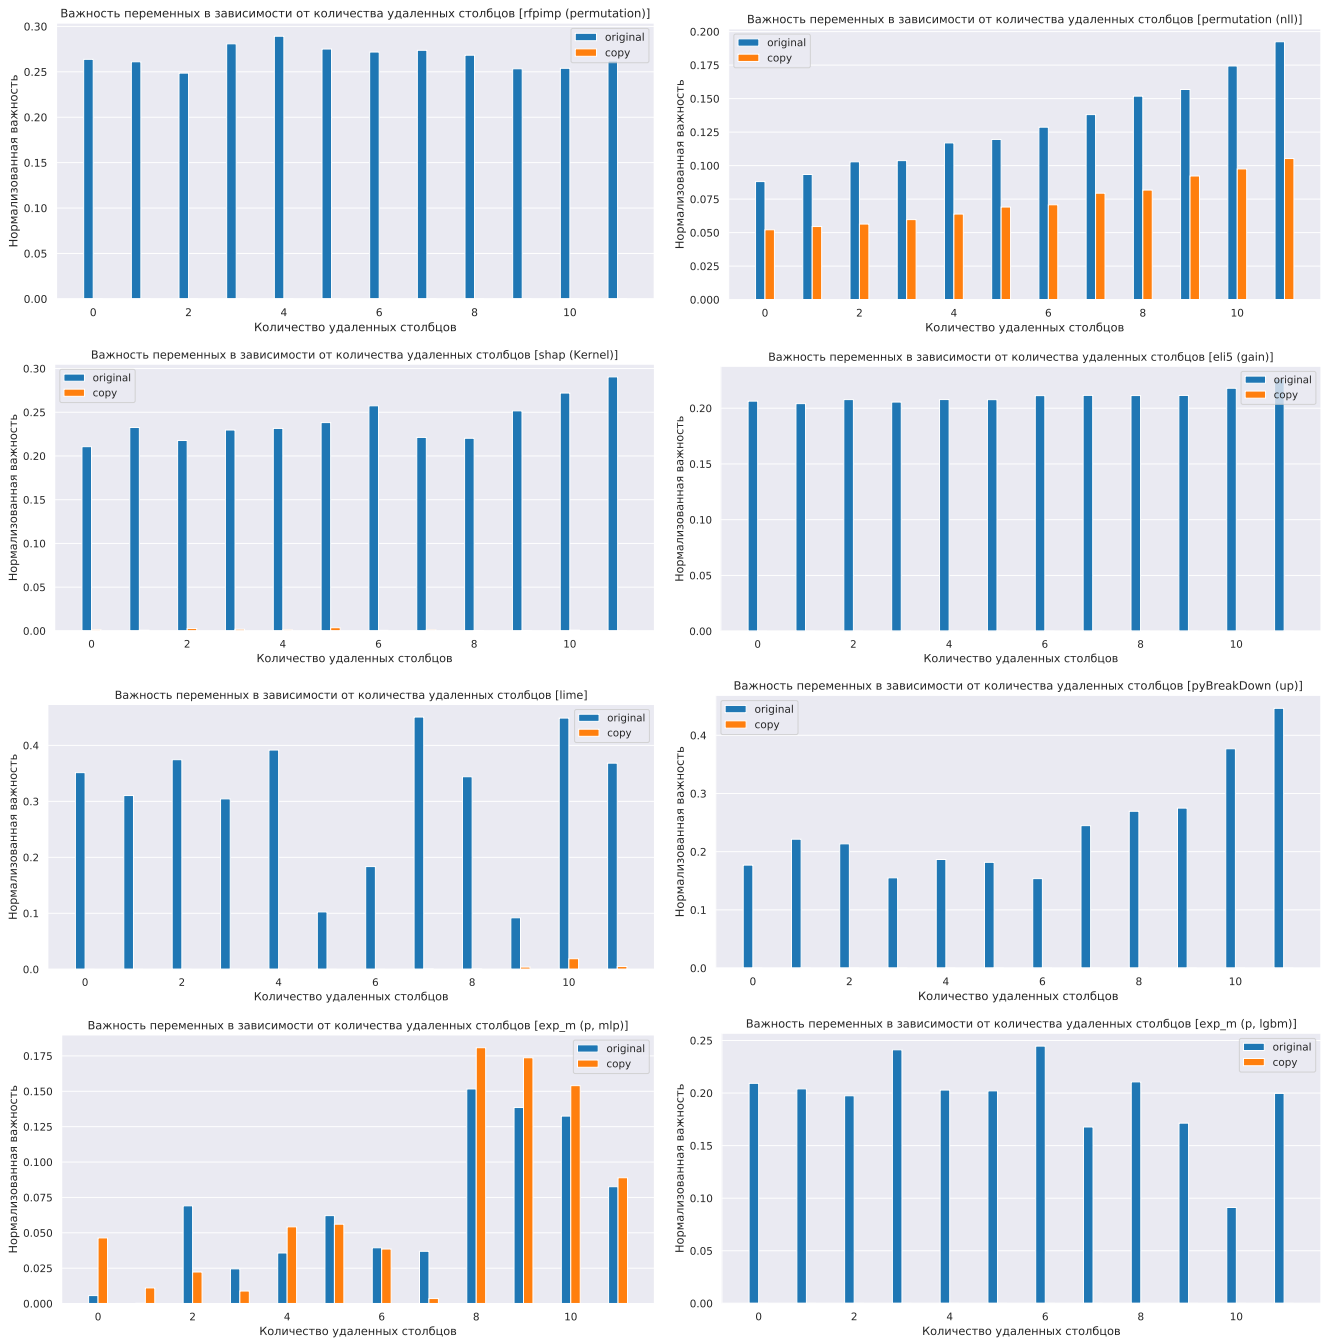 Важность переменных в зависимости от количества удаленных столбцов [rfpimp (permutation)]
original
copy
Нормализованная важность
0.30
0.25
0.20
0.15
0.10
0.05
0.00
0 2 4 6 8 10
Количество удаленных столбцов
Важность переменных в зависимости от количества удаленных столбцов [permutation (nll)]
original
copy
Нормализованная важность
0.200
0.175
0.150
0.125
0.100
0.075
0.050
0.025
0.000
0 2 4 6 8 10
Количество удаленных столбцов
Важность переменных в зависимости от количества удаленных столбцов [shap (Kernel)]
original
copy
Нормализованная важность
0.30
0.25
0.20
0.15
0.10
0.05
0.00
0 2 4 6 8 10
Количество удаленных столбцов
Важность переменных в зависимости от количества удаленных столбцов [eli5 (gain)]
original
copy
Нормализованная важность
0.20
0.15
0.10
0.05
0.00
0 2 4 6 8 10
Количество удаленных столбцов
Важность переменных в зависимости от количества удаленных столбцов [lime]
original
copy
Нормализованная важность
0.4
0.3
0.2
0.1
0.0
0 2 4 6 8 10
Количество удаленных столбцов
Важность переменных в зависимости от количества удаленных столбцов [pyBreakDown (up)]
original
copy
Нормализованная важность
0.4
0.3
0.2
0.1
0.0
0 2 4 6 8 10
Количество удаленных столбцов
Важность переменных в зависимости от количества удаленных столбцов [exp_m (p, mlp)]
original
copy
Нормализованная важность
0.175
0.150
0.125
0.100
0.075
0.050
0.025
0.000
0 2 4 6 8 10
Количество удаленных столбцов
Важность переменных в зависимости от количества удаленных столбцов [exp_m (p, lgbm)]
original
copy
Нормализованная важность
0.25
0.20
0.15
0.10
0.05
0.00
0 2 4 6 8 10
Количество удаленных столбцов